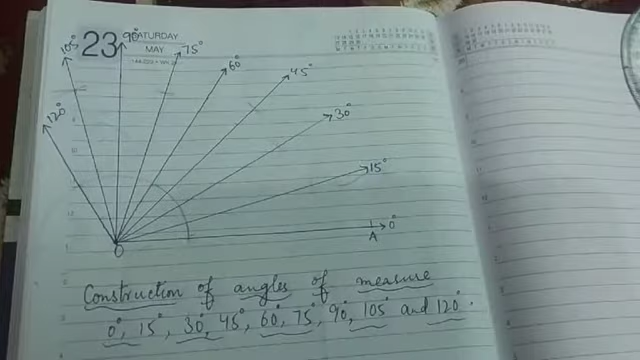 23
SATURDAY
MAY
120°
105°
90°
75°
60°
45°
30°
15°
0°
A
O
Construction of angles of measure
0°, 15°, 30°, 45°, 60°, 75°, 90°, 105° and 120°.